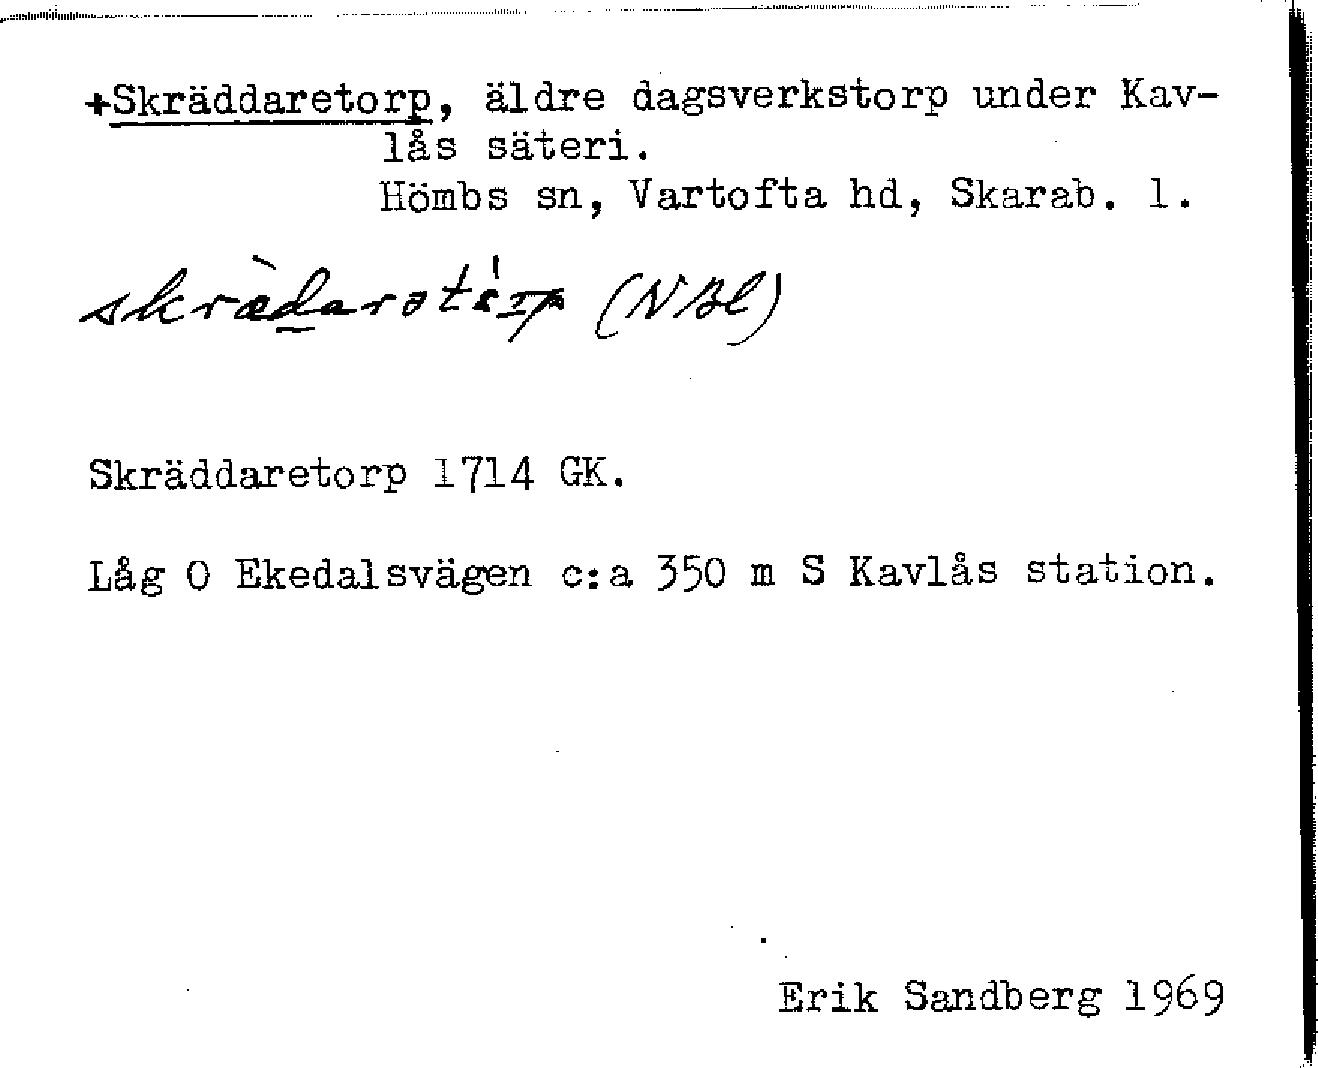 +Skräddaretorp, äldre dagsverkstorp under Kav-
lås säteri.
Hömbs sn, Vartofta hd, Skarab. l.
(NBl)
Skräddaretorp 1714 GK.
Låg O Ekedalsvägen c:a 350 m S Kavlås station.
Erik Sandberg 1969